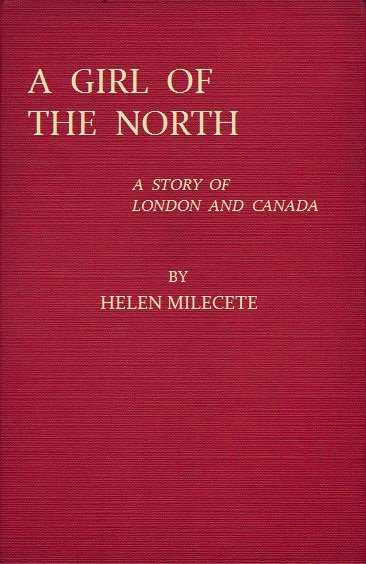 A GIRL OF
THE NORTH
A STORY OF
LONDON AND CANADA
BY
HELEN MILECETE